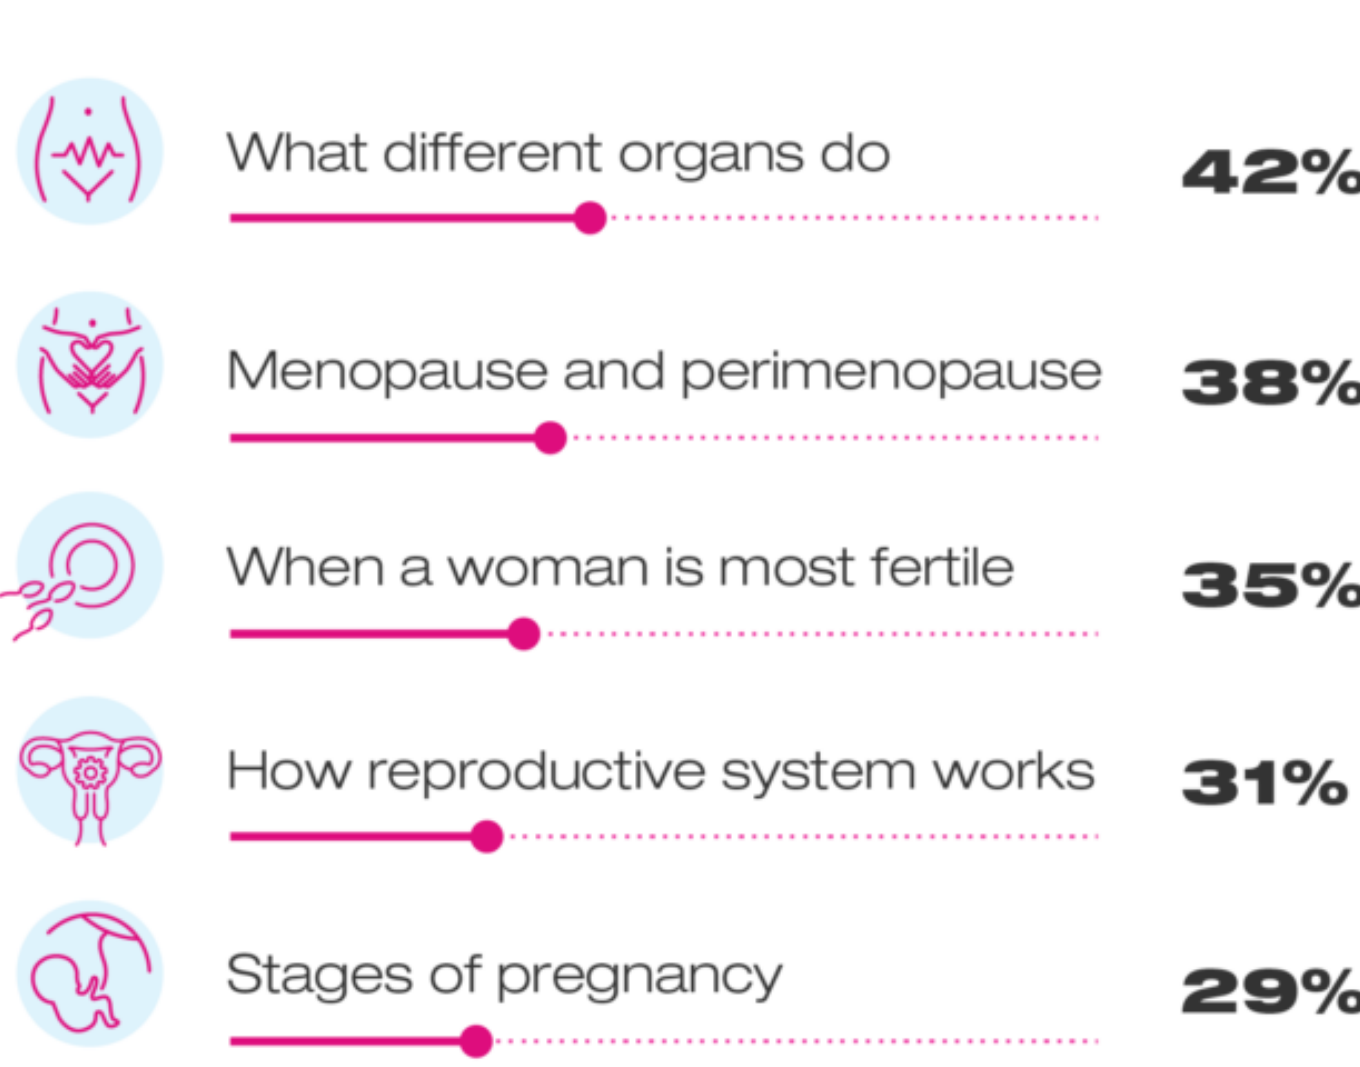 What different organs do
42%
Menopause and perimenopause
38%
When a woman is most fertile
35%
How reproductive system works
31%
Stages of pregnancy
29%